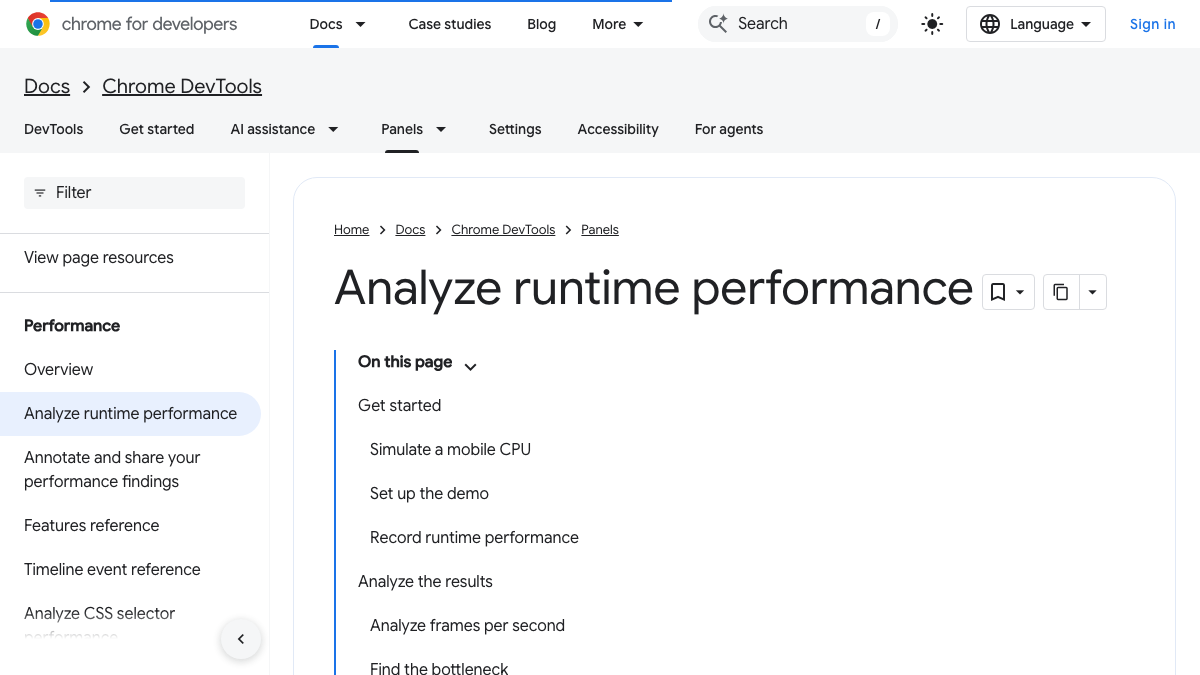 chrome for developers
Docs
Case studies
Blog
More
Search
/
Language
Sign in
Docs
Chrome DevTools
DevTools
Get started
AI assistance
Panels
Settings
Accessibility
For agents
Filter
View page resources
Performance
Overview
Analyze runtime performance
Annotate and share your
performance findings
Features reference
Timeline event reference
Analyze CSS selector
performance
Home
Docs
Chrome DevTools
Panels
Analyze runtime performance
On this page
Get started
Simulate a mobile CPU
Set up the demo
Record runtime performance
Analyze the results
Analyze frames per second
Find the bottleneck